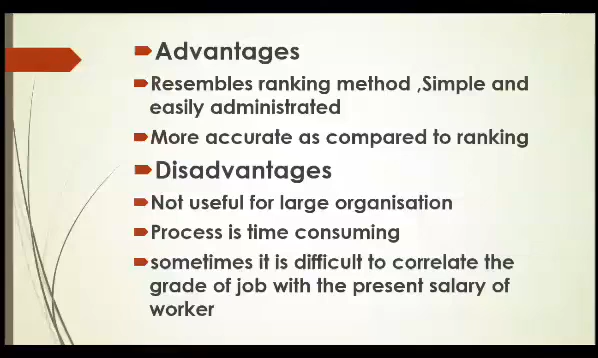 Advantages
Resembles ranking method ,Simple and
easily administrated
More accurate as compared to ranking
Disadvantages
Not useful for large organisation
Process is time consuming
sometimes it is difficult to correlate the
grade of job with the present salary of
worker